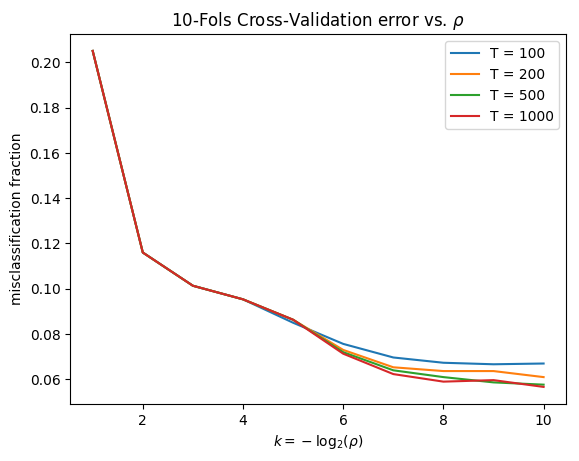 10-Fols Cross-Validation error vs. ρ
T = 100
T = 200
T = 500
T = 1000
misclassification fraction
0.20
0.18
0.16
0.14
0.12
0.10
0.08
0.06
2 4 6 8 10
k = − log₂(ρ)